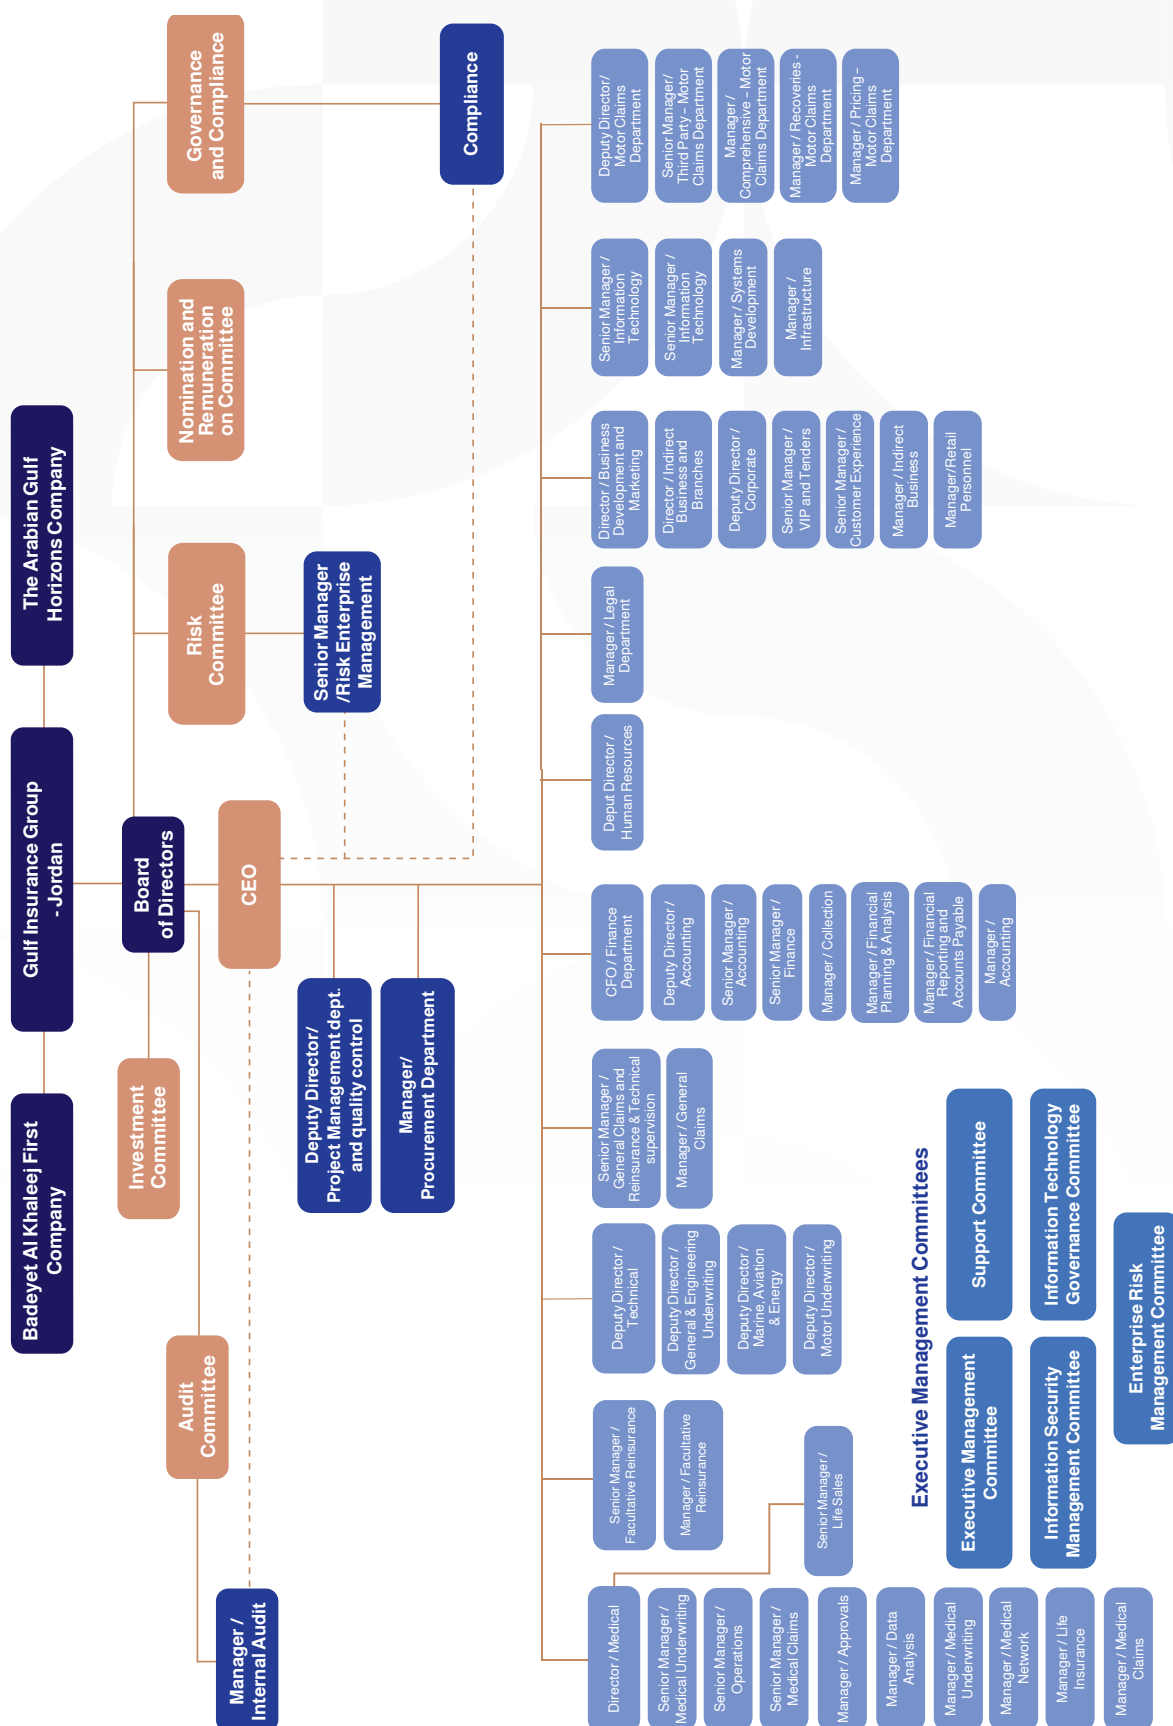 Badeyet Al Khaleej First
Company
Gulf Insurance Group
- Jordan
The Arabian Gulf
Horizons Company
Board
of Directors
Investment
Committee
Audit
Committee
Manager /
Internal Audit
CEO
Risk
Committee
Nomination and
Remuneration
on Committee
Governance
and Compliance
Senior Manager
/Risk Enterprise
Management
Compliance
Deputy Director/
Project Management dept.
and quality control
Manager/
Procurement Department
Director / Medical
Senior Manager /
Medical Underwriting
Senior Manager /
Operations
Senior Manager /
Medical Claims
Manager / Approvals
Manager / Data
Analysis
Manager / Medical
Underwriting
Manager / Medical
Network
Manager / Life
Insurance
Manager / Medical
Claims
Senior Manager /
Life Sales
Senior Manager /
Facultative Reinsurance
Manager / Facultative
Reinsurance
Deputy Director /
Technical
Deputy Director /
General & Engineering
Underwriting
Deputy Director /
Marine, Aviation
& Energy
Deputy Director /
Motor Underwriting
Senior Manager /
General Claims and
Reinsurance & Technical
supervision
Manager / General
Claims
CFO / Finance
Department
Deputy Director /
Accounting
Senior Manager /
Accounting
Senior Manager /
Finance
Manager / Collection
Manager / Financial
Planning & Analysis
Manager / Financial
Reporting and
Accounts Payable
Manager /
Accounting
Deput Director /
Human Resources
Manager / Legal
Department
Director / Business
Development and
Marketing
Director / Indirect
Business and
Branches
Deputy Director /
Corporate
Senior Manager /
VIP and Tenders
Senior Manager /
Customer Experience
Manager / Indirect
Business
Manager/Retail
Personnel
Senior Manager /
Information
Technology
Senior Manager /
Information
Technology
Manager / Systems
Development
Manager /
Infrastructure
Deputy Director/
Motor Claims
Department
Senior Manager/
Third Party – Motor
Claims Department
Manager /
Comprehensive – Motor
Claims Department
Manager / Recoveries -
Motor Claims
Department
Manager / Pricing –
Motor Claims
Department
Executive Management Committees
Executive Management
Committee
Support Committee
Information Security
Management Committee
Information Technology
Governance Committee
Enterprise Risk
Management Committee